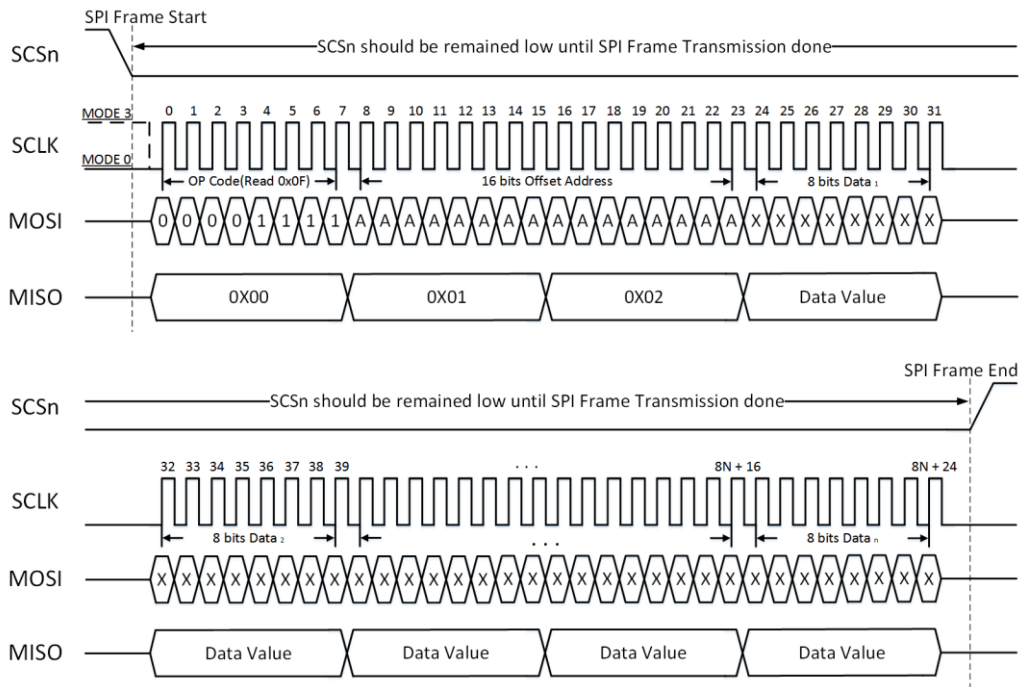 SPI Frame Start
SCSn
SCSn should be remained low until SPI Frame Transmission done
MODE 3
0 1 2 3 4 5 6 7 8 9 10 11 12 13 14 15 16 17 18 19 20 21 22 23 24 25 26 27 28 29 30 31
SCLK
MODE 0
OP Code(Read 0x0F) 16 bits Offset Address 8 bits Data 1
MOSI 0 0 0 0 1 1 1 1 A A A A A A A A A A A A A A A A X X X X X X X X
MISO 0X00 0X01 0X02 Data Value
SPI Frame End
SCSn SCSn should be remained low until SPI Frame Transmission done
32 33 34 35 36 37 38 39 . . . 8N + 16 8N + 24
SCLK
8 bits Data 2 . . . 8 bits Data n
MOSI X X X X X X X X X X X X X X X X X X X X X X X X X X X X X X X X
MISO Data Value Data Value Data Value Data Value